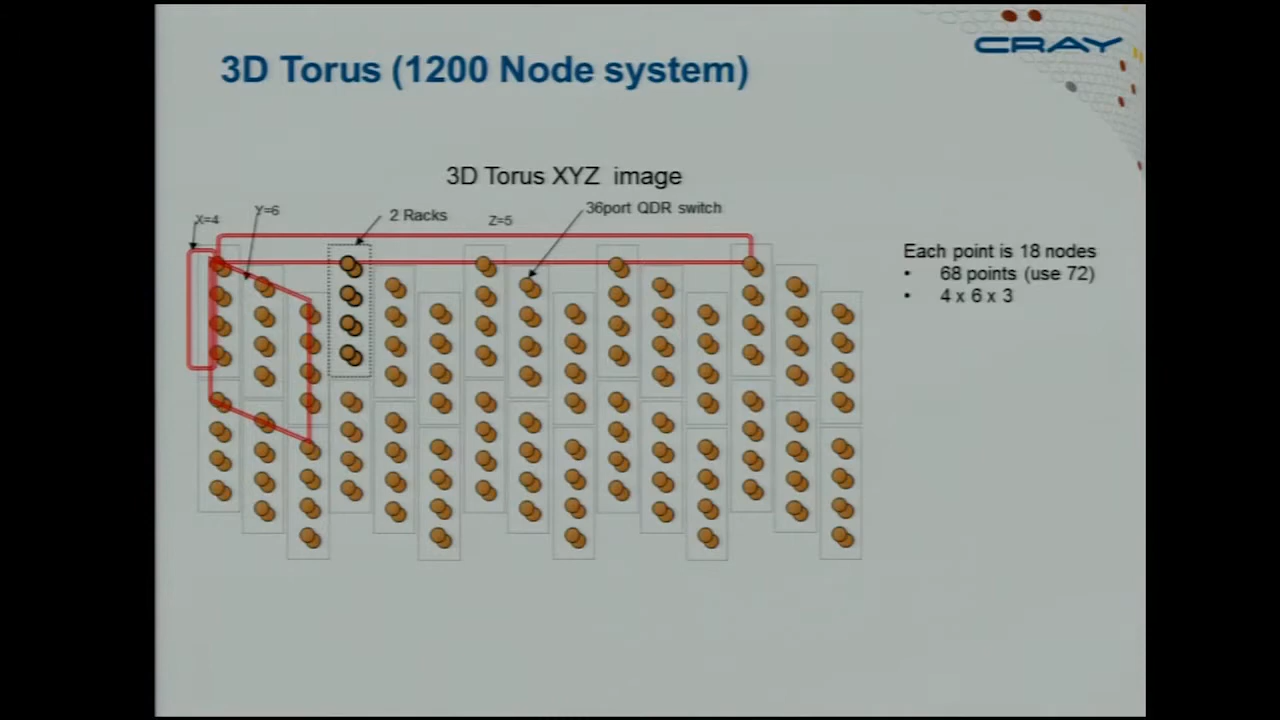 CRAY
3D Torus (1200 Node system)
3D Torus XYZ image
X=4
Y=6
2 Racks
Z=5
36port QDR switch
Each point is 18 nodes
• 68 points (use 72)
• 4 x 6 x 3